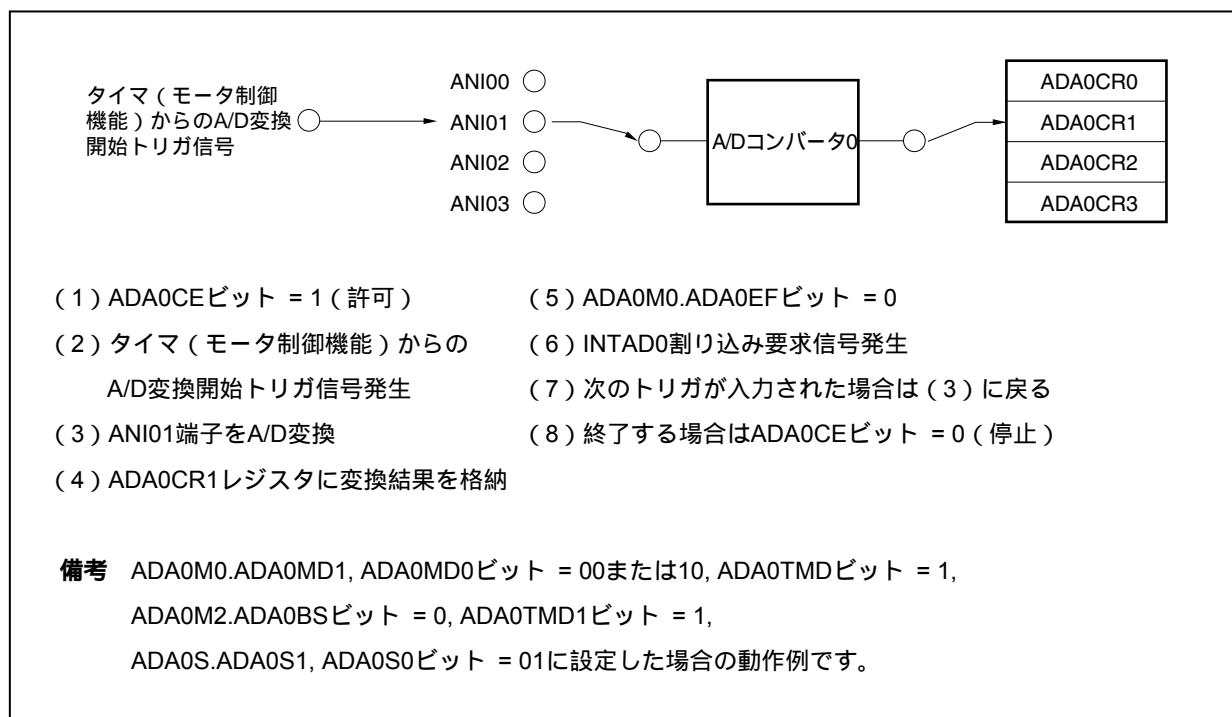 タイマ（モータ制御
機能）からのA/D変換
開始トリガ信号
ANI00
ANI01
ANI02
ANI03
A/Dコンバータ0
ADA0CR0
ADA0CR1
ADA0CR2
ADA0CR3
（1）ADA0CEビット = 1（許可）
（2）タイマ（モータ制御機能）からの
A/D変換開始トリガ信号発生
（3）ANI01端子をA/D変換
（4）ADA0CR1レジスタに変換結果を格納
（5）ADA0M0.ADA0EFビット = 0
（6）INTAD0割り込み要求信号発生
（7）次のトリガが入力された場合は（3）に戻る
（8）終了する場合はADA0CEビット = 0（停止）
備考 ADA0M0.ADA0MD1, ADA0MD0ビット = 00または10, ADA0TMDビット = 1,
ADA0M2.ADA0BSビット = 0, ADA0TMD1ビット = 1,
ADA0S.ADA0S1, ADA0S0ビット = 01に設定した場合の動作例です。